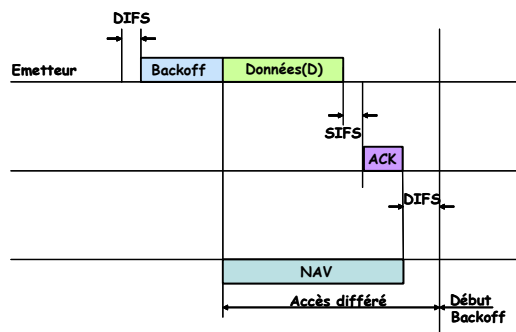 DIFS
Emetteur
Backoff
Données(D)
SIFS
ACK
DIFS
NAV
Accès différé
Début
Backoff